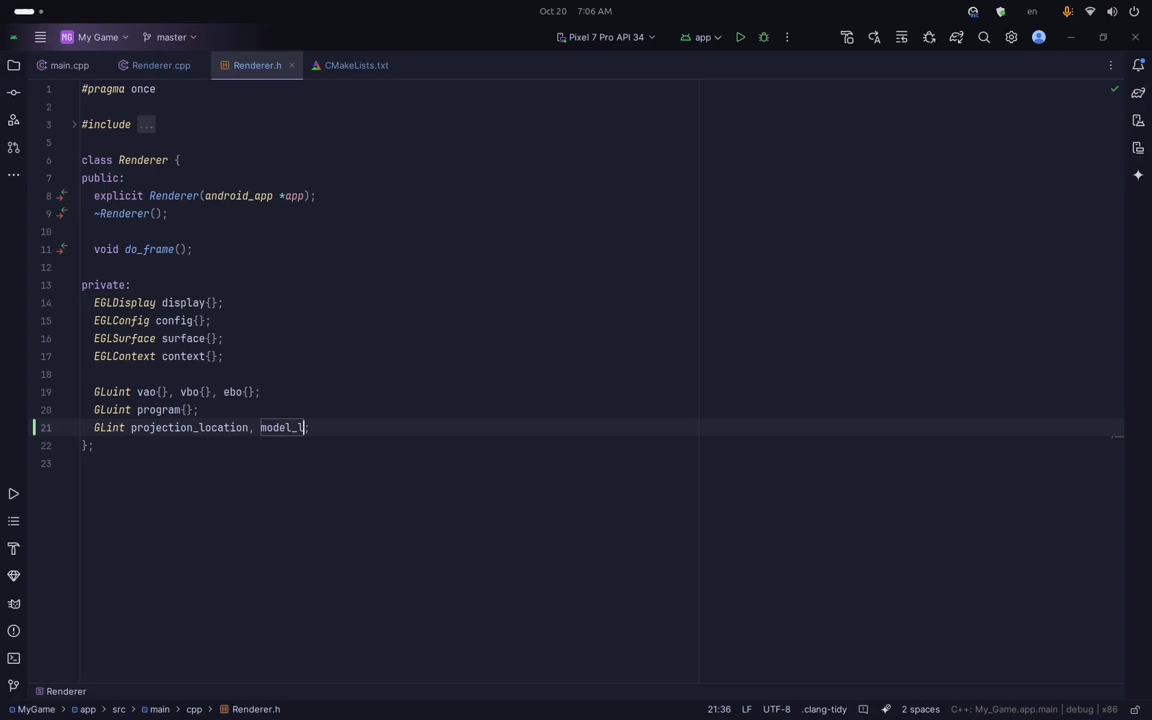 Oct 20 7:06 AM
en
MG My Game
master
Pixel 7 Pro API 34
app
main.cpp
Renderer.cpp
Renderer.h
CMakeLists.txt
1 #pragma once
2
3 #include ...
5
6 class Renderer {
7 public:
8 explicit Renderer(android_app *app);
9 ~Renderer();
10
11 void do_frame();
12
13 private:
14 EGLDisplay display{};
15 EGLConfig config{};
16 EGLSurface surface{};
17 EGLContext context{};
18
19 GLuint vao{}, vbo{}, ebo{};
20 GLuint program{};
21 GLint projection_location, model_l;
22 };
23
Renderer
MyGame > app > src > main > cpp > Renderer.h
21:36 LF UTF-8 .clang-tidy 2 spaces C++: My_Game.app.main | debug | x86